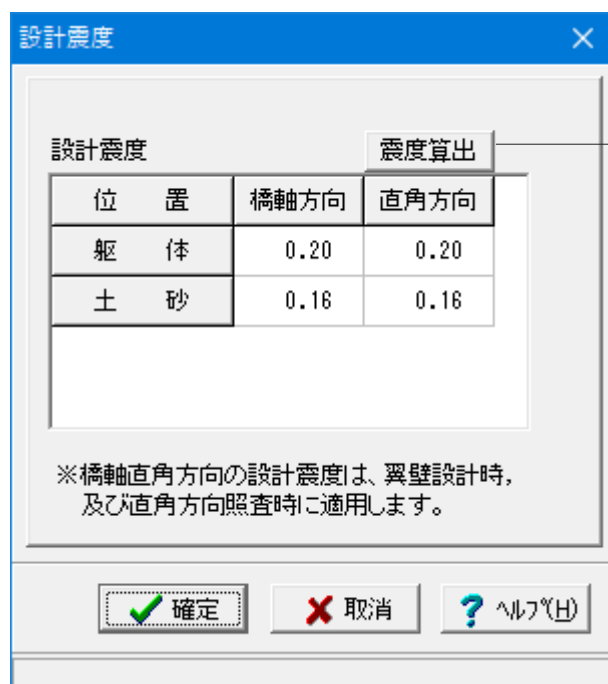 設計震度
設計震度 震度算出
位 置 橋軸方向 直角方向
躯 体 0.20 0.20
土 砂 0.16 0.16
※橋軸直角方向の設計震度は、翼壁設計時,
及び直角方向照査時に適用します。
確定 取消 ? ヘルプ(H)